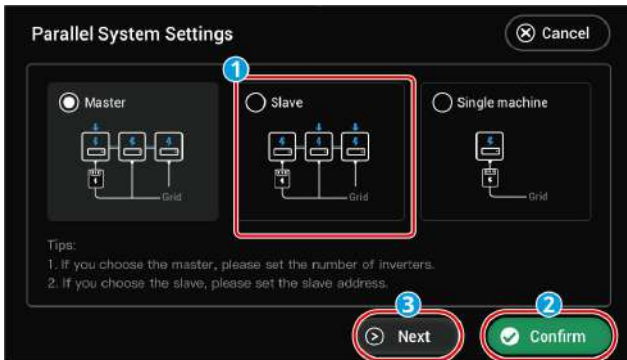 Parallel System Settings
Cancel
1
Master
Slave
Single machine
Grid
Grid
Grid
Tips:
1. If you choose the master, please set the number of inverters.
2. If you choose the slave, please set the slave address.
3
2
Next
Confirm